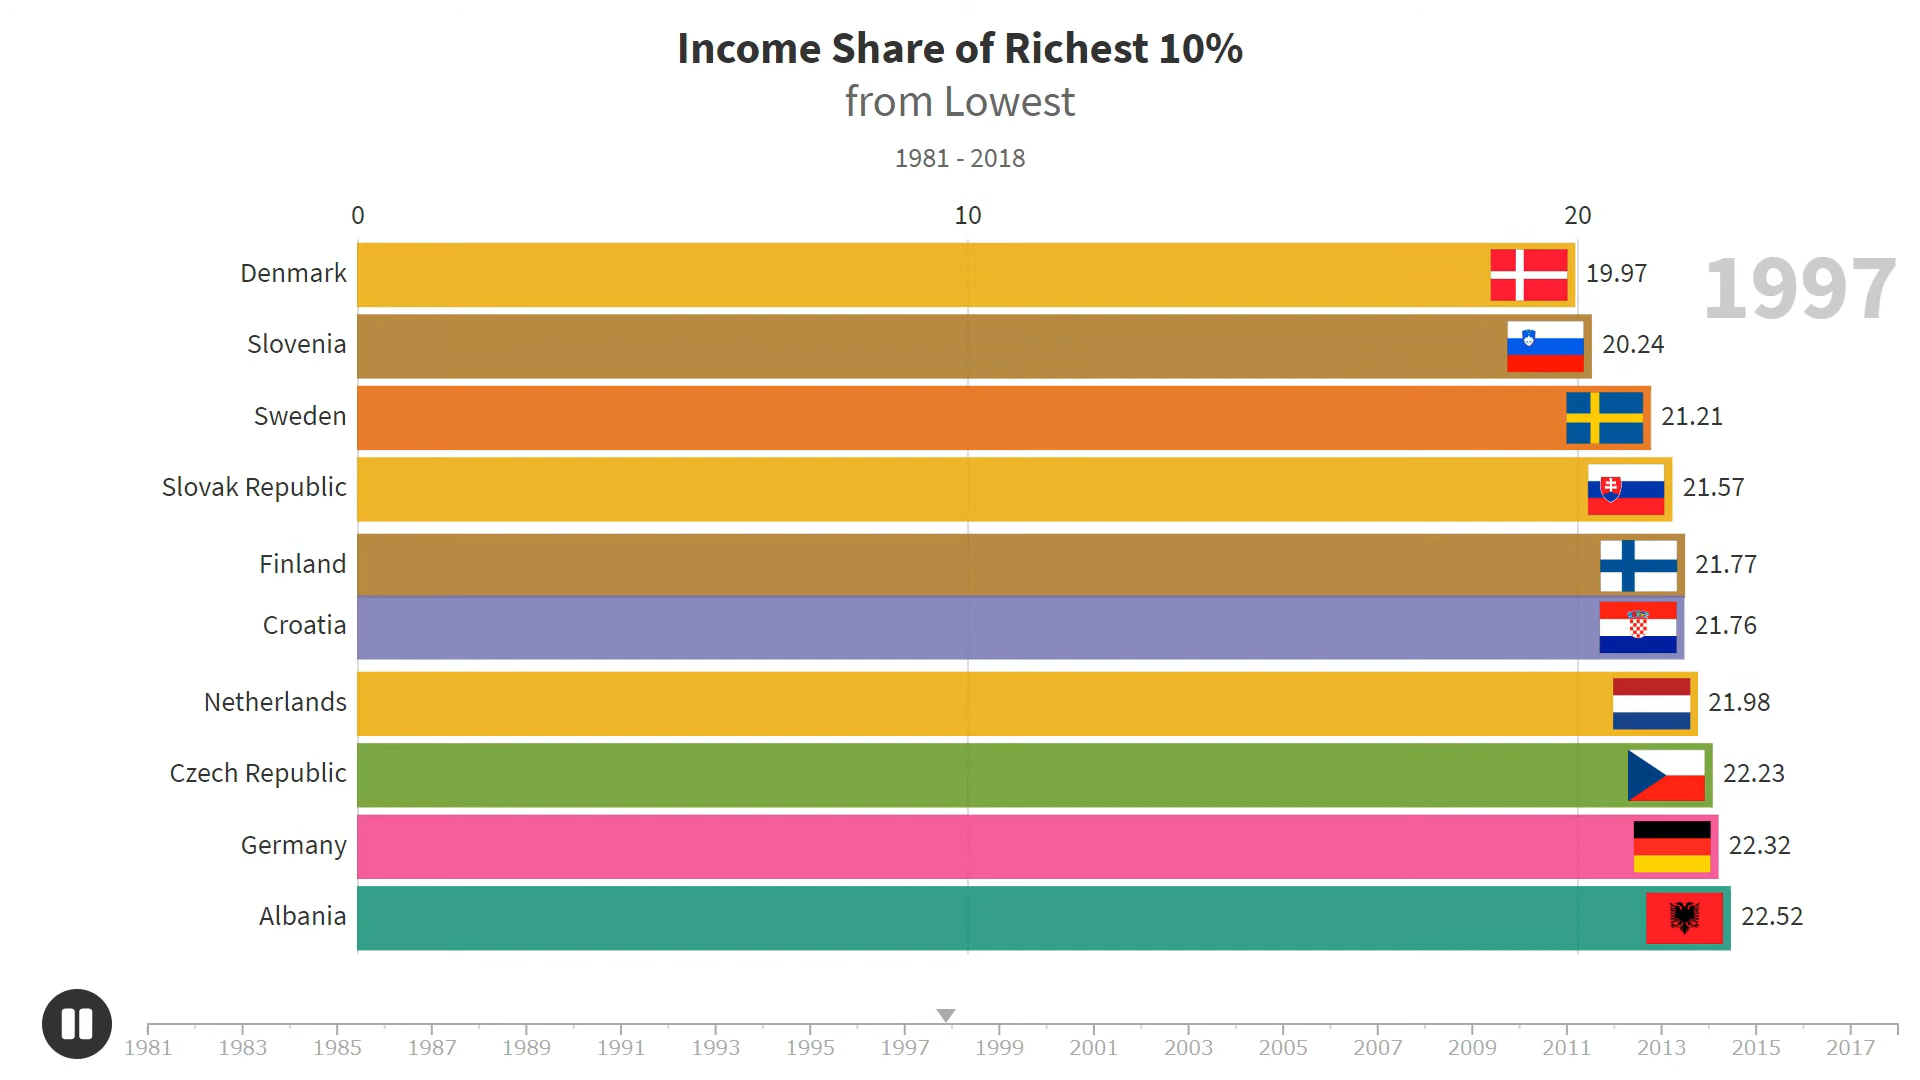 Income Share of Richest 10%
from Lowest
1981 - 2018
0 10 20
1997
Denmark 19.97
Slovenia 20.24
Sweden 21.21
Slovak Republic 21.57
Finland 21.77
Croatia 21.76
Netherlands 21.98
Czech Republic 22.23
Germany 22.32
Albania 22.52
1981 1983 1985 1987 1989 1991 1993 1995 1997 1999 2001 2003 2005 2007 2009 2011 2013 2015 2017